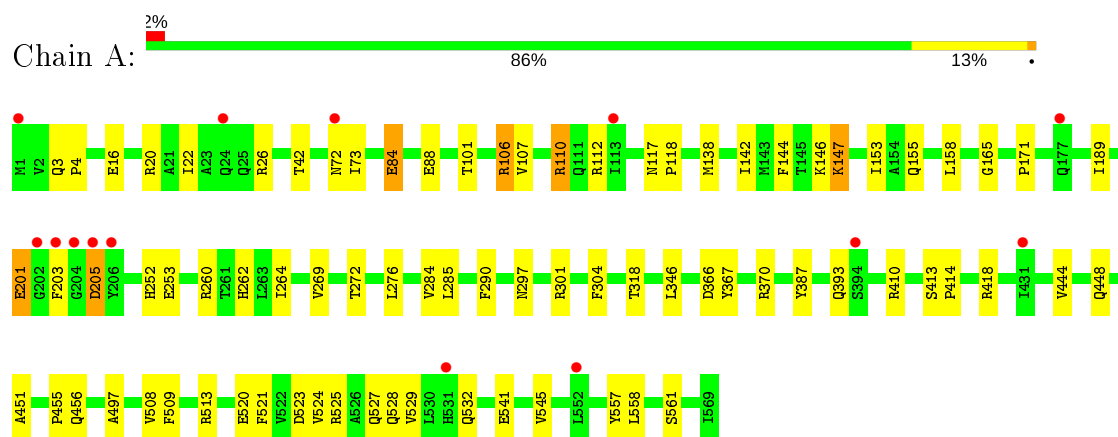 2%
Chain A: 86% 13% •
M1 V2 Q3 P4 E16 R20 A21 I22 A23 Q24 Q25 R26 T42 N72 I73 E84 E88 T101 R106 V107 R110 Q111 R112 I113 N117 P118 M138 I142 M143 F144 T145 K146 K147 I153 A154 Q155 L158 G165 P171 Q177 I189
E201 G202 F203 G204 D205 Y206 H252 E253 R260 T261 H262 L263 I264 V269 T272 L276 V284 L285 F290 N297 R301 F304 T318 L346 D366 Y367 R370 Y387 Q393 S394 R410 S413 P414 R418 I431 V444 Q448
A451 P455 Q456 A497 V508 F509 R513 E520 F521 V522 D523 V524 R525 A526 Q527 Q528 V529 L530 H531 Q532 E541 V545 L552 Y557 L558 S561 I569